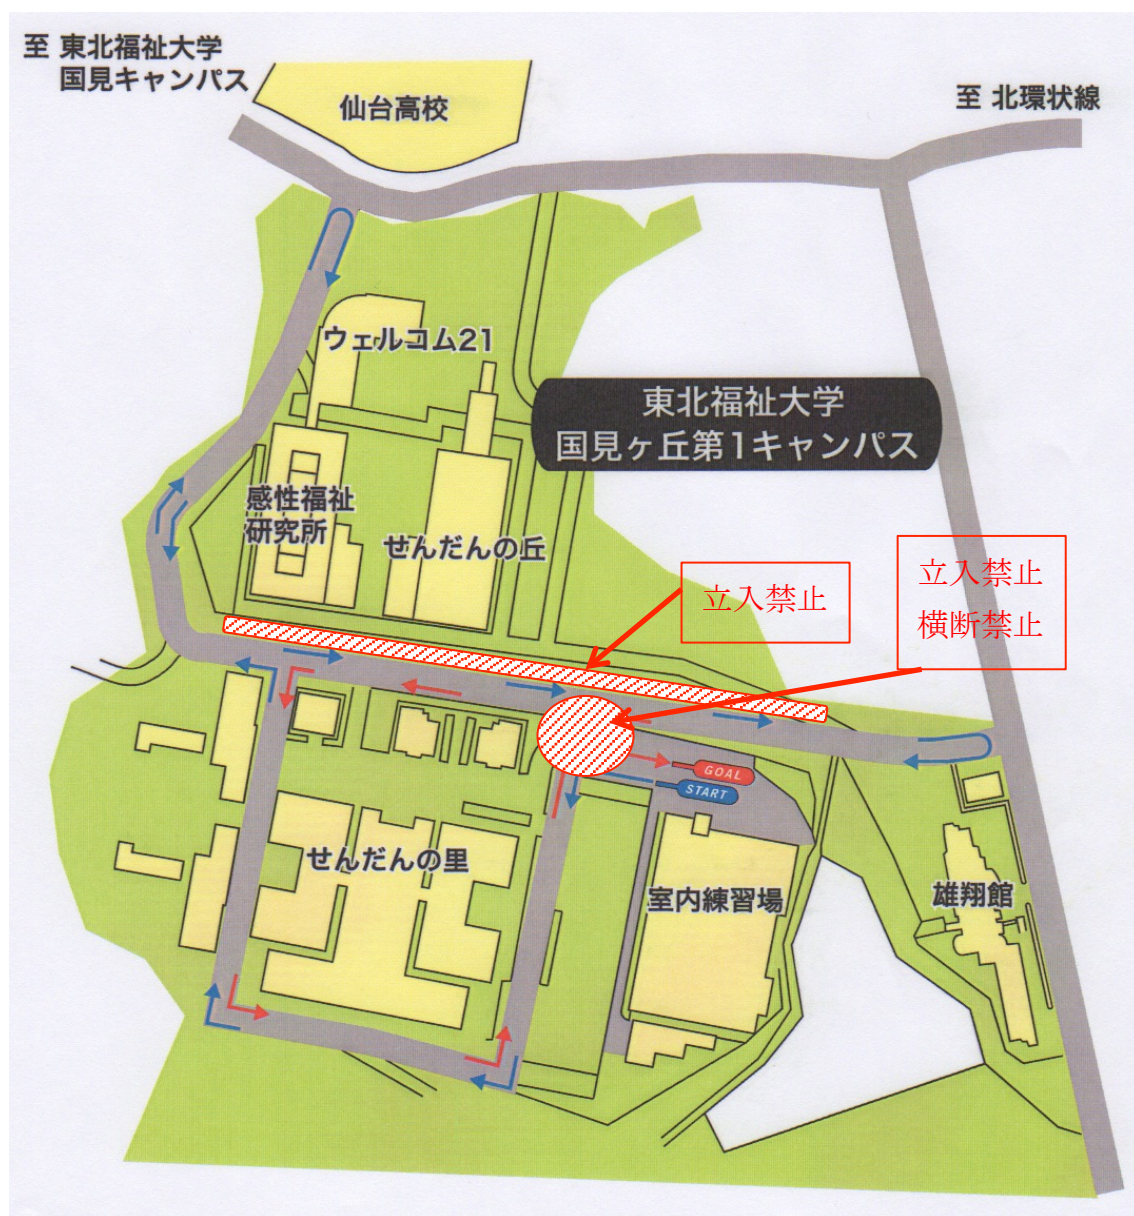 至 東北福祉大学
国見キャンパス
仙台高校
至 北環状線
ウェルコム21
東北福祉大学
国見ヶ丘第1キャンパス
感性福祉
研究所
せんだんの丘
立入禁止
立入禁止
横断禁止
GOAL
START
せんだんの里
室内練習場
雄翔館